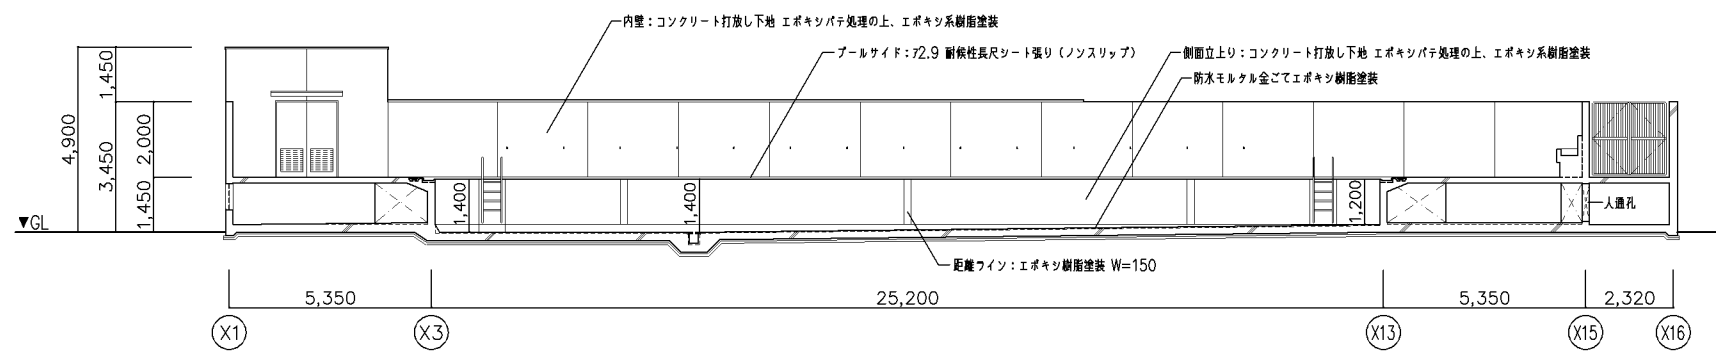 内壁：コンクリート打放し下地 エポキシパテ処理の上、エポキシ系樹脂塗装
プールサイド：ｱ2.9 耐候性長尺シート張り（ノンスリップ）
側面立上り：コンクリート打放し下地 エポキシパテ処理の上、エポキシ系樹脂塗装
防水モルタル金ごてエポキシ樹脂塗装
4,900
1,450
3,450
2,000
1,450
1,400
1,400
1,200
人通孔
▼GL
距離ライン：エポキシ樹脂塗装 W=150
5,350
25,200
5,350
2,320
X1
X3
X13
X15
X16